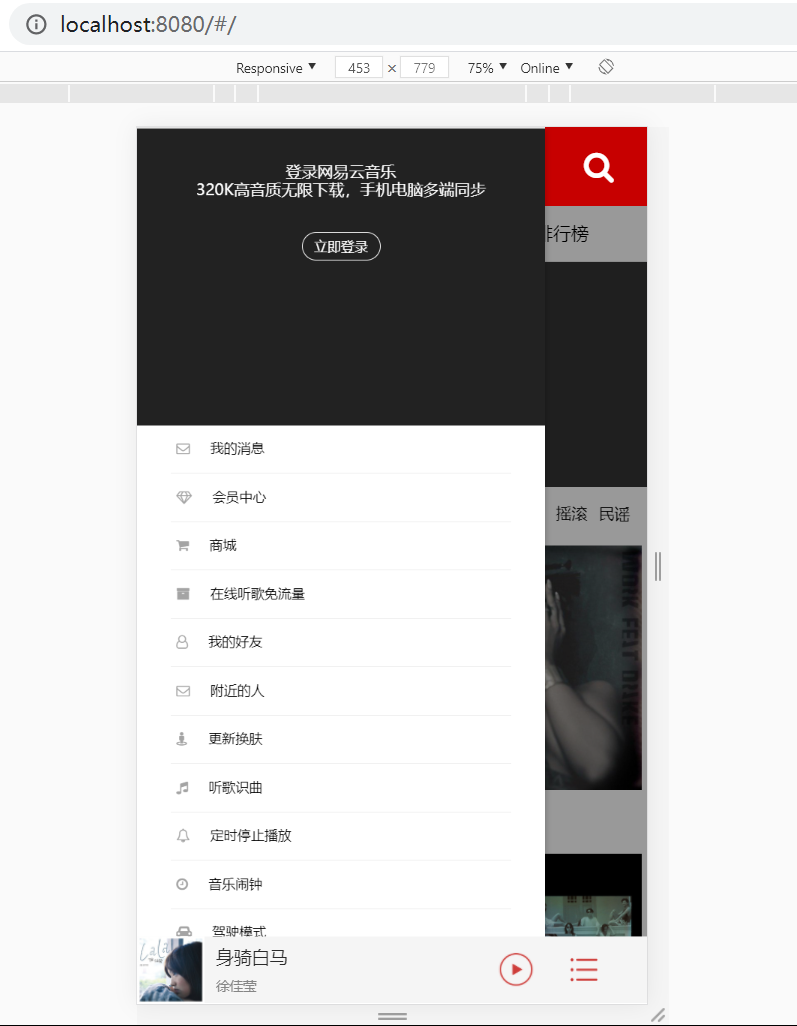 localhost:8080/#/
Responsive 453 × 779 75% Online
登录网易云音乐
320K高音质无限下载，手机电脑多端同步
立即登录
排行榜
摇滚 民谣
我的消息
会员中心
商城
在线听歌免流量
我的好友
附近的人
更新换肤
听歌识曲
定时停止播放
音乐闹钟
驾驶模式
WORK FEAT DRAKE
LaLa
身骑白马
徐佳莹